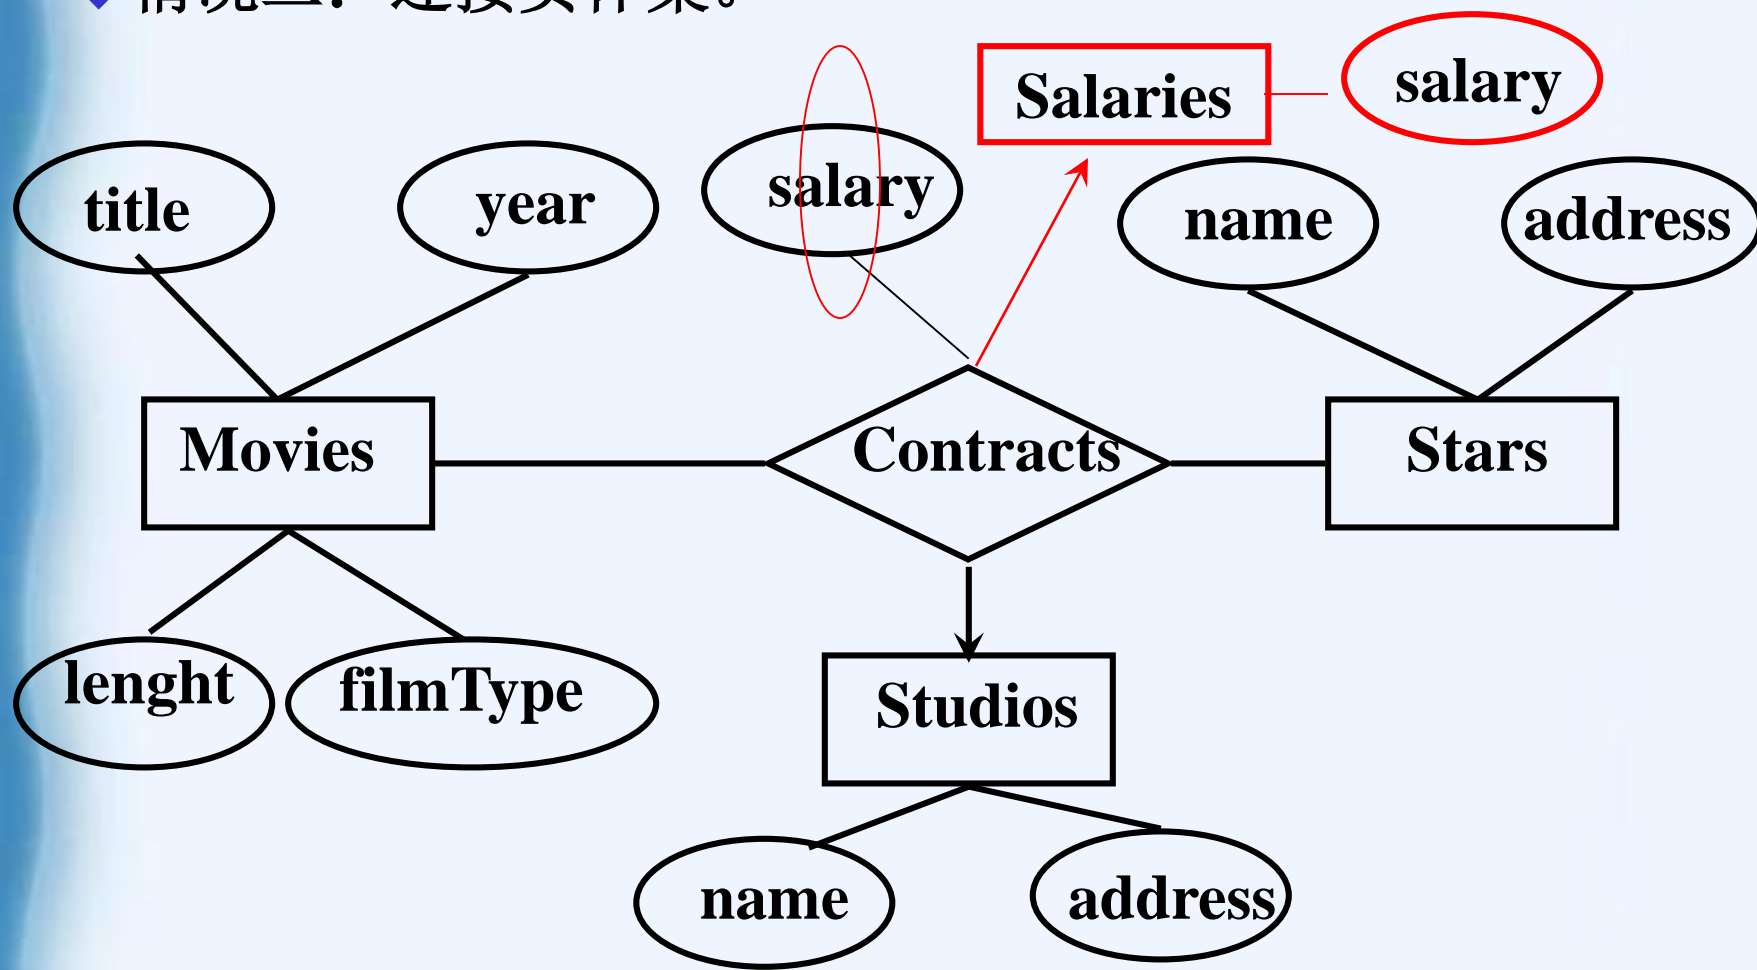 Salaries
salary
salary
title
year
name
address
Movies
Contracts
Stars
lenght
filmType
Studios
name
address